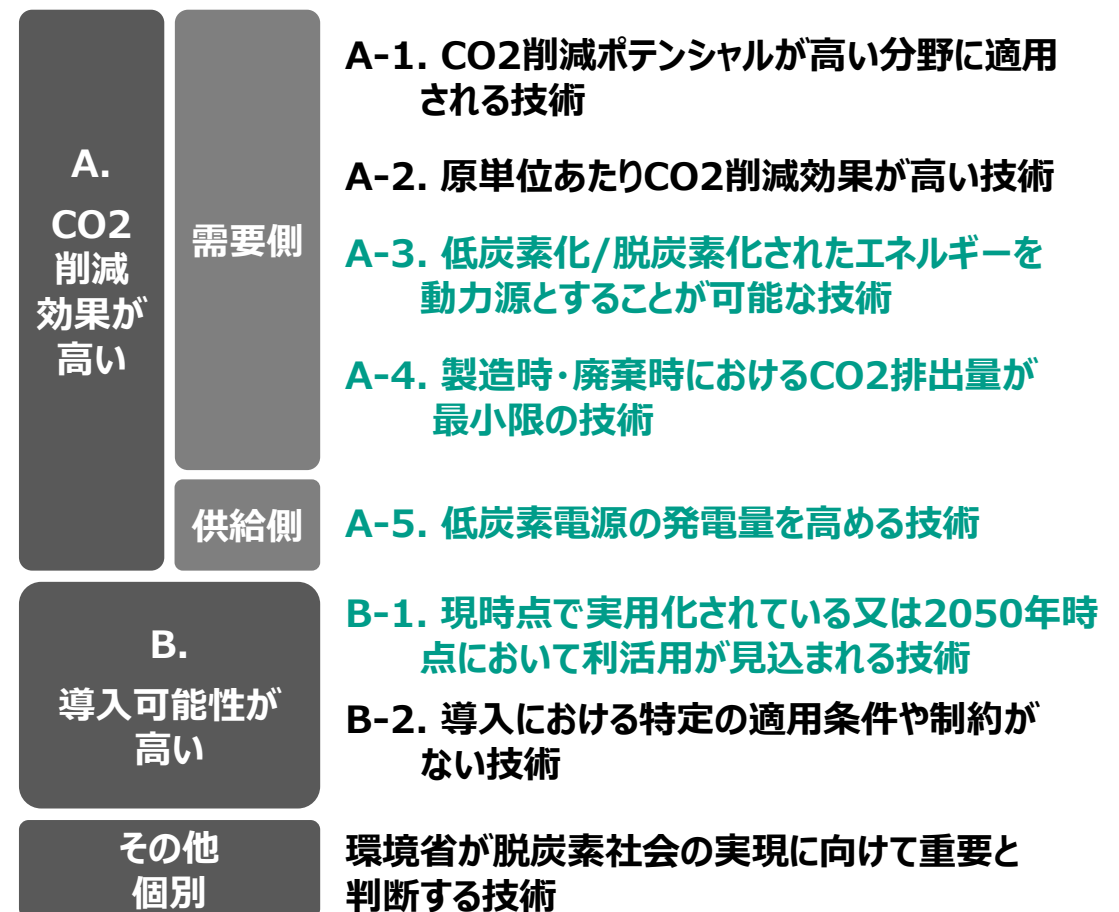 A.
CO2
削減
効果が
高い
需要側
A-1. CO2削減ポテンシャルが高い分野に適用
される技術
A-2. 原単位あたりCO2削減効果が高い技術
A-3. 低炭素化/脱炭素化されたエネルギーを
動力源とすることが可能な技術
A-4. 製造時・廃棄時におけるCO2排出量が
最小限の技術
供給側
A-5. 低炭素電源の発電量を高める技術
B.
導入可能性が
高い
B-1. 現時点で実用化されている又は2050年時
点において利活用が見込まれる技術
B-2. 導入における特定の適用条件や制約が
ない技術
その他
個別
環境省が脱炭素社会の実現に向けて重要と
判断する技術